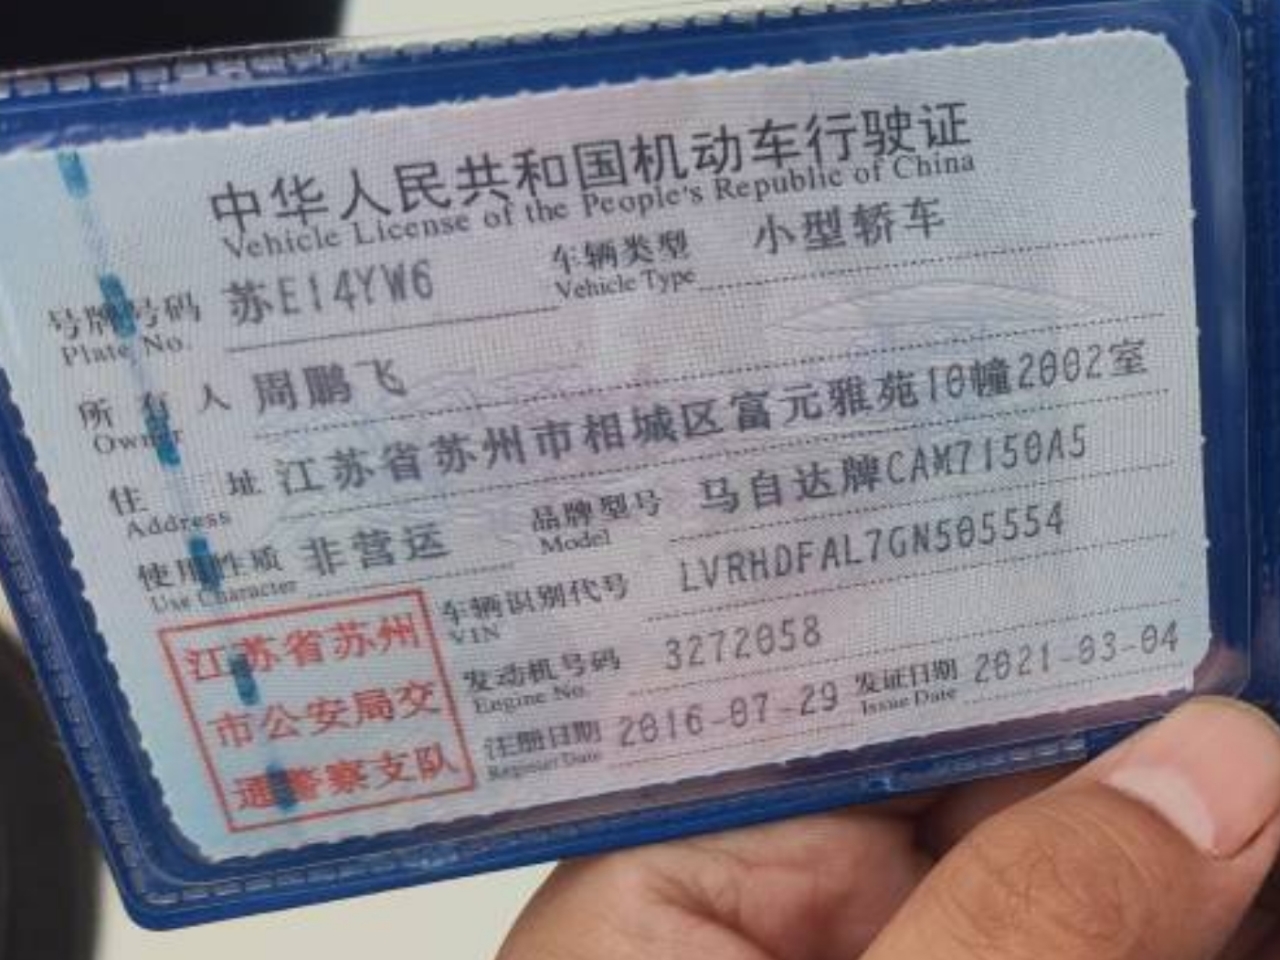 中华人民共和国机动车行驶证
Vehicle License of the People's Republic of China
号牌号码 苏E14YW6 车辆类型 小型轿车
Plate No. Vehicle Type
所有人 周鹏飞
Owner
住址 江苏省苏州市相城区富元雅苑10幢2002室
Address
使用性质 非营运 品牌型号 马自达牌CAM7150A5
Use Character Model
车辆识别代号 LVRHDFAL7GN505554
VIN
发动机号码 3272058
Engine No.
注册日期 2016-07-29 发证日期 2021-03-04
Register Date Issue Date
江苏省苏州
市公安局交
通警察支队